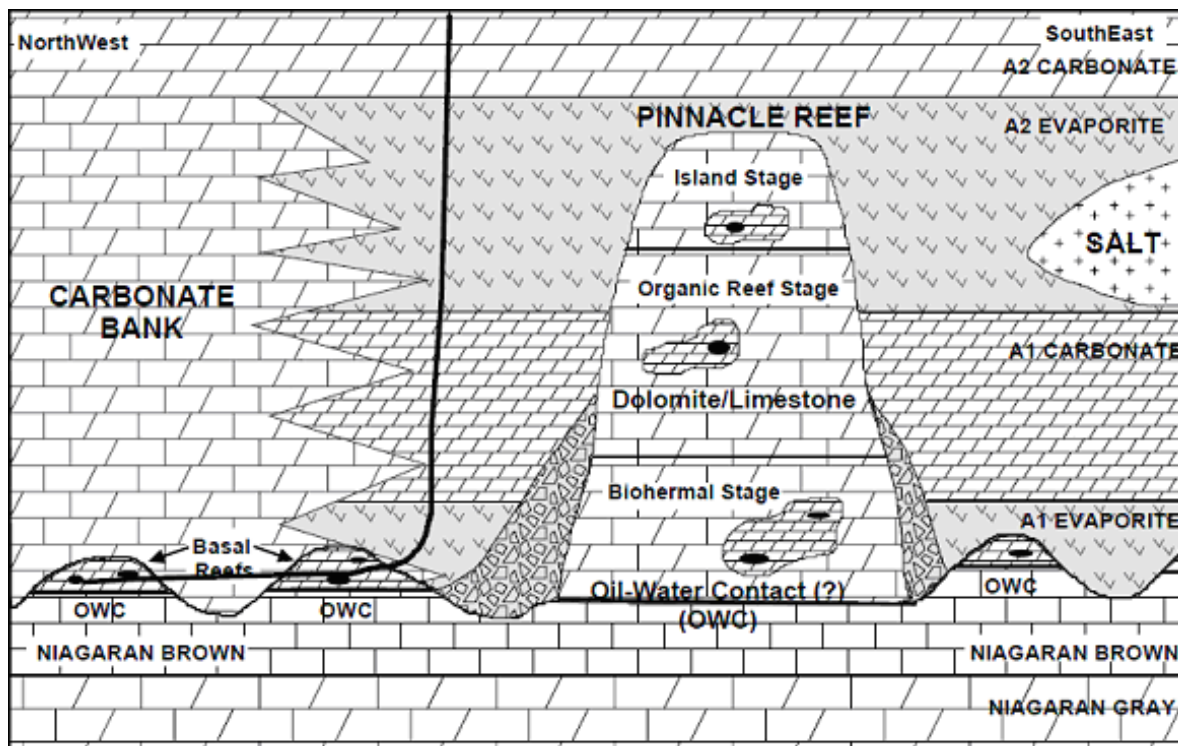 NorthWest
SouthEast
A2 CARBONATE
PINNACLE REEF
A2 EVAPORITE
Island Stage
SALT
Organic Reef Stage
CARBONATE
BANK
A1 CARBONATE
Dolomite/Limestone
Biohermal Stage
A1 EVAPORITE
Basal
Reefs
Oil-Water Contact (?)
(OWC)
OWC
OWC
OWC
NIAGARAN BROWN
NIAGARAN BROWN
NIAGARAN GRAY